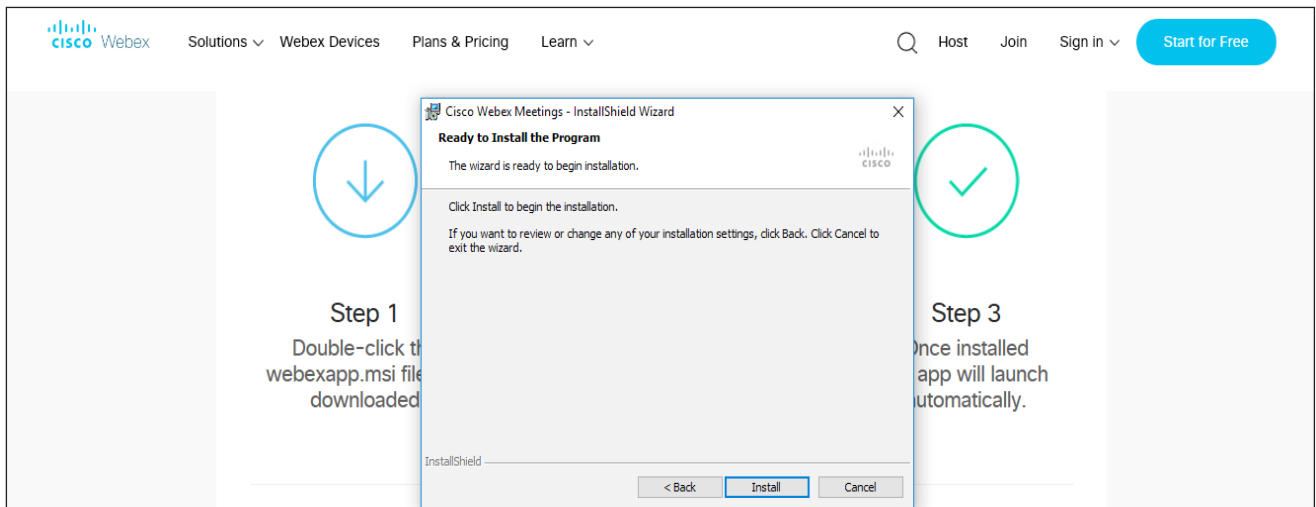 CISCO Webex Solutions Webex Devices Plans & Pricing Learn Host Join Sign in Start for Free
Cisco Webex Meetings - InstallShield Wizard
Ready to Install the Program
The wizard is ready to begin installation.
CISCO
Click Install to begin the installation.
If you want to review or change any of your installation settings, click Back. Click Cancel to
exit the wizard.
InstallShield
< Back Install Cancel
Step 1
Double-click
webexapp.msi
downloaded
Step 3
Once installed
app will launch
automatically.